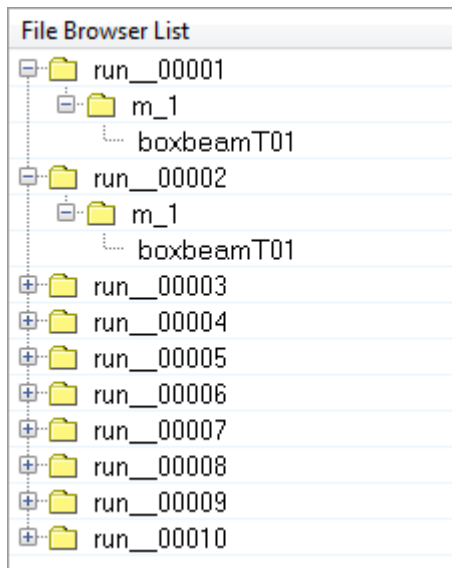 File Browser List
run__00001
m_1
boxbeamT01
run__00002
m_1
boxbeamT01
run__00003
run__00004
run__00005
run__00006
run__00007
run__00008
run__00009
run__00010